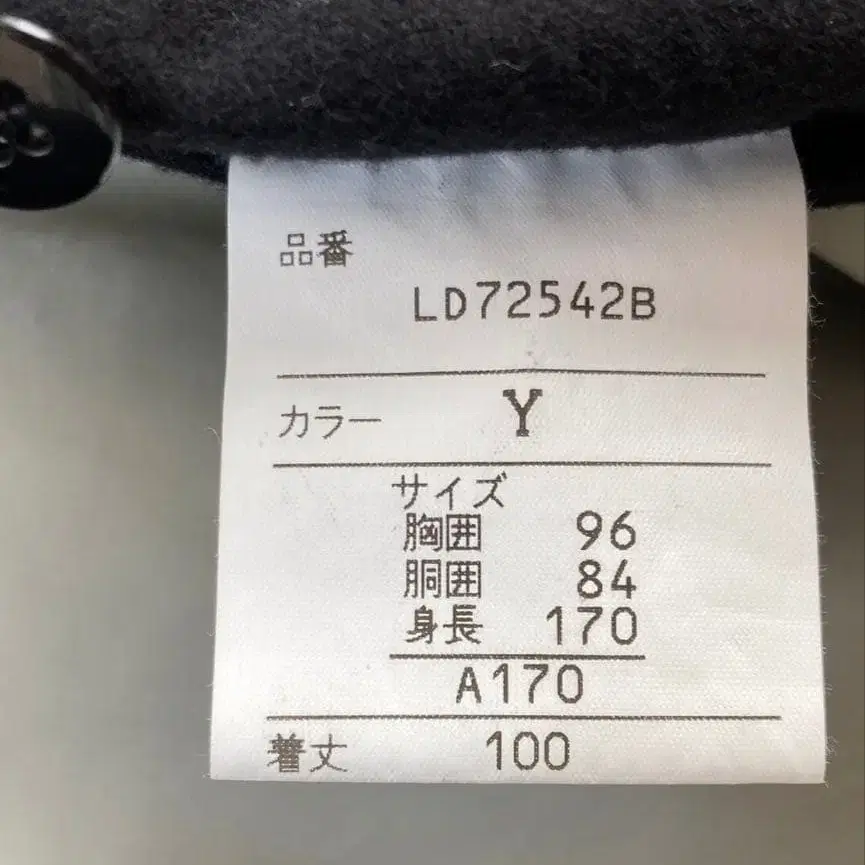 品番
LD72542B
カラー Y
サイズ
胸囲 96
胴囲 84
身長 170
A170
着丈 100